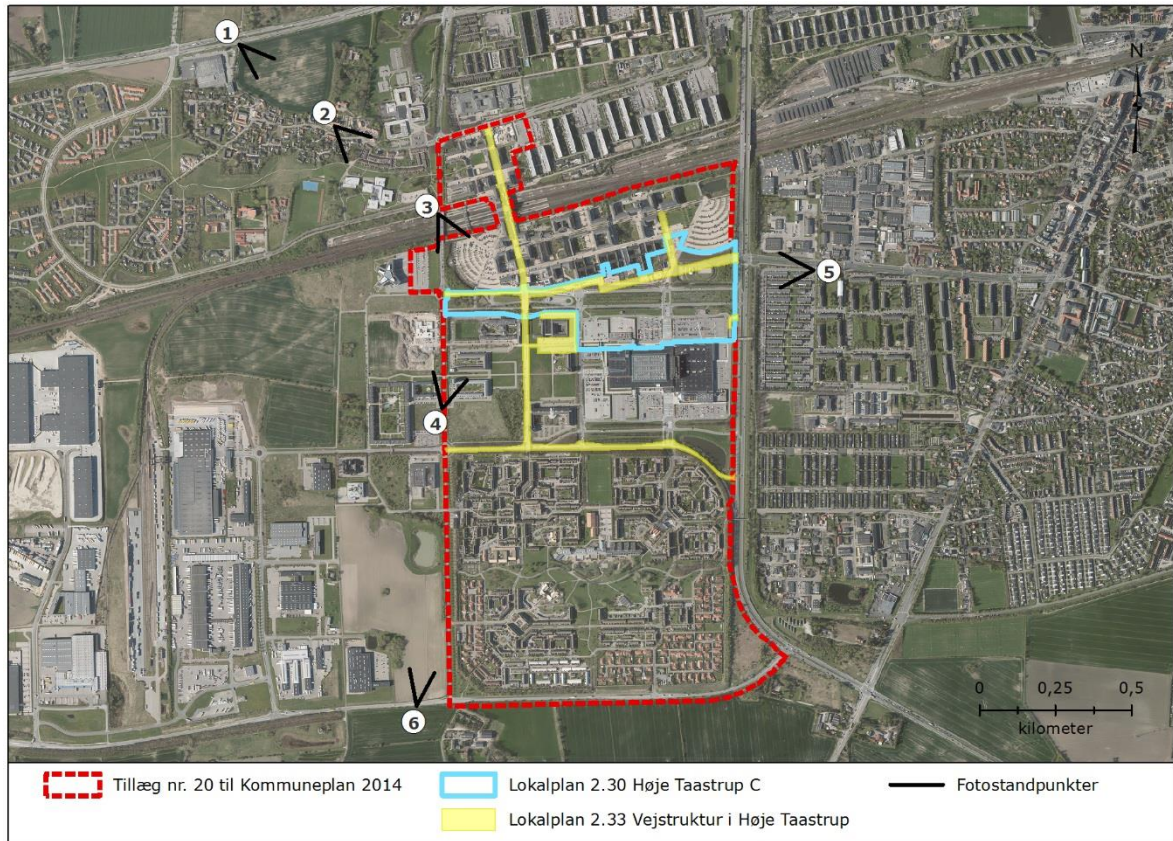 1
N
2
3
5
4
6
0 0,25 0,5
kilometer
Tillæg nr. 20 til Kommuneplan 2014
Lokalplan 2.30 Høje Taastrup C
Fotostandpunkter
Lokalplan 2.33 Vejstruktur i Høje Taastrup